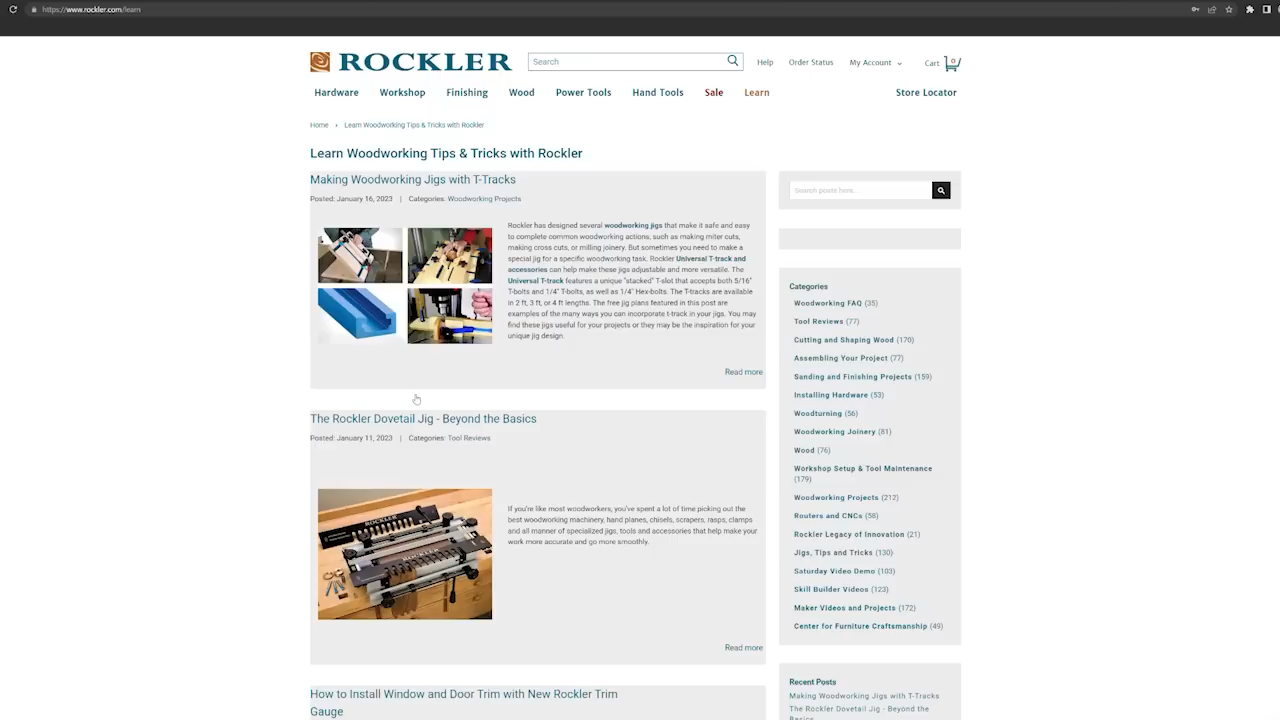 https://www.rockler.com/learn
ROCKLER
Search
Help
Order Status
My Account
Cart
0
Hardware
Workshop
Finishing
Wood
Power Tools
Hand Tools
Sale
Learn
Store Locator
Home › Learn Woodworking Tips & Tricks with Rockler
Learn Woodworking Tips & Tricks with Rockler
Making Woodworking Jigs with T-Tracks
Posted: January 16, 2023 | Categories: Woodworking Projects
Rockler has designed several woodworking jigs that make it safe and easy
to complete common woodworking actions, such as making miter cuts,
making cross cuts, or milling joinery. But sometimes you need to make a
special jig for a specific woodworking task. Rockler Universal T-track and
accessories can help make these jigs adjustable and more versatile. The
Universal T-track features a unique "stacked" T-slot that accepts both 5/16"
T-bolts and 1/4" T-bolts, as well as 1/4" Hex-bolts. The T-tracks are available
in 2 ft, 3 ft, or 4 ft lengths. The free jig plans featured in this post are
examples of the many ways you can incorporate t-track in your jigs. You may
find these jigs useful for your projects or they may be the inspiration for your
unique jig design.
Read more
The Rockler Dovetail Jig - Beyond the Basics
Posted: January 11, 2023 | Categories: Tool Reviews
ROCKLER
ROCKLER
If you're like most woodworkers, you've spent a lot of time picking out the
best woodworking machinery, hand planes, chisels, scrapers, rasps, clamps
and all manner of specialized jigs, tools and accessories that help make your
work more accurate and go more smoothly.
Read more
How to Install Window and Door Trim with New Rockler Trim
Gauge
Search posts here...
Categories
Woodworking FAQ (35)
Tool Reviews (77)
Cutting and Shaping Wood (170)
Assembling Your Project (77)
Sanding and Finishing Projects (159)
Installing Hardware (53)
Woodturning (56)
Woodworking Joinery (81)
Wood (76)
Workshop Setup & Tool Maintenance
(179)
Woodworking Projects (212)
Routers and CNCs (58)
Rockler Legacy of Innovation (21)
Jigs, Tips and Tricks (130)
Saturday Video Demo (103)
Skill Builder Videos (123)
Maker Videos and Projects (172)
Center for Furniture Craftsmanship (49)
Recent Posts
Making Woodworking Jigs with T-Tracks
The Rockler Dovetail Jig - Beyond the
Basics